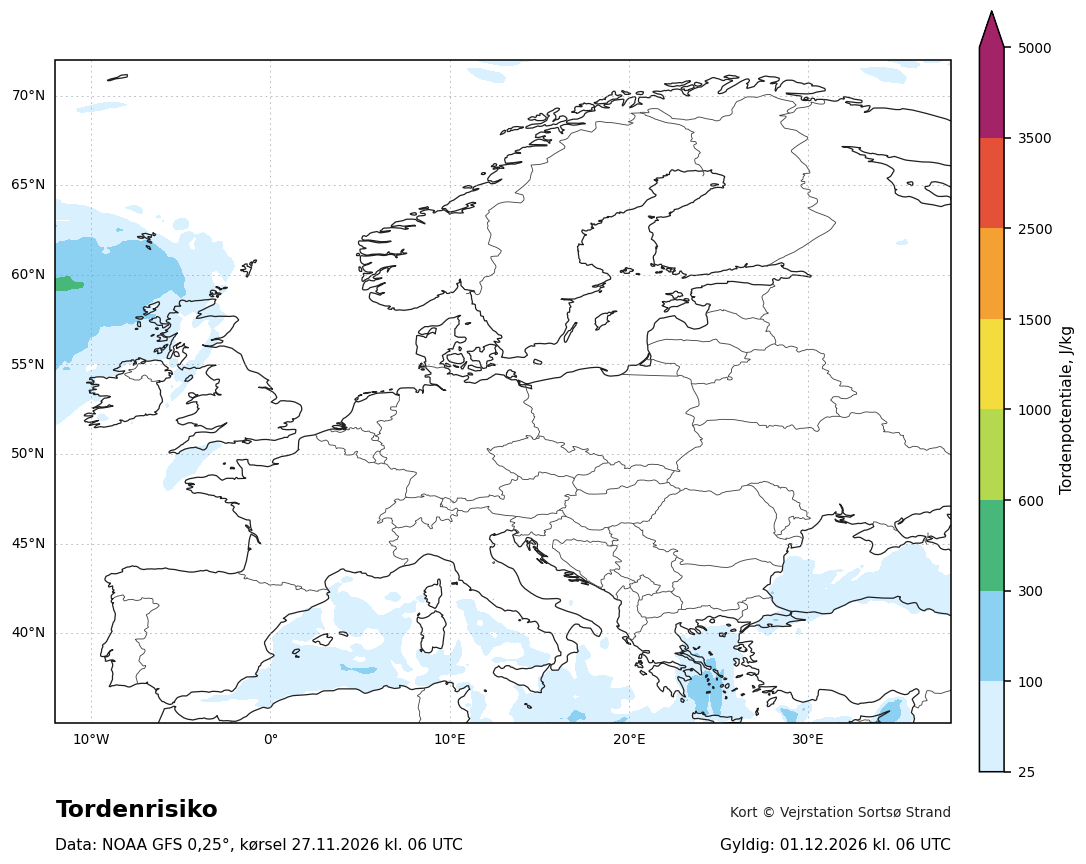 5000
3500
2500
1500
1000
600
300
100
25
Tordenpotentiale, J/kg
70°N
65°N
60°N
55°N
50°N
45°N
40°N
10°W
0°
10°E
20°E
30°E
Tordenrisiko
Kort © Vejrstation Sortsø Strand
Data: NOAA GFS 0,25°, kørsel 27.11.2026 kl. 06 UTC
Gyldig: 01.12.2026 kl. 06 UTC